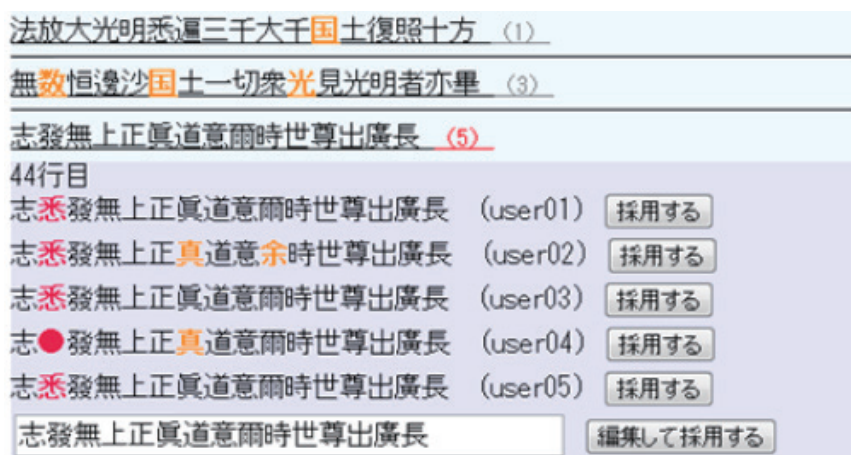 法放大光明悉遍三千大千国土復照十方 (1)
無数恒邊沙国土一切衆光見光明者亦畢 (3)
志發無上正眞道意爾時世尊出廣長 (5)
44行目
志悉發無上正眞道意爾時世尊出廣長 (user01) 採用する
志悉發無上正真道意余時世尊出廣長 (user02) 採用する
志悉發無上正眞道意爾時世尊出廣長 (user03) 採用する
志●發無上正真道意爾時世尊出廣長 (user04) 採用する
志悉發無上正眞道意爾時世尊出廣長 (user05) 採用する
志發無上正眞道意爾時世尊出廣長 編集して採用する